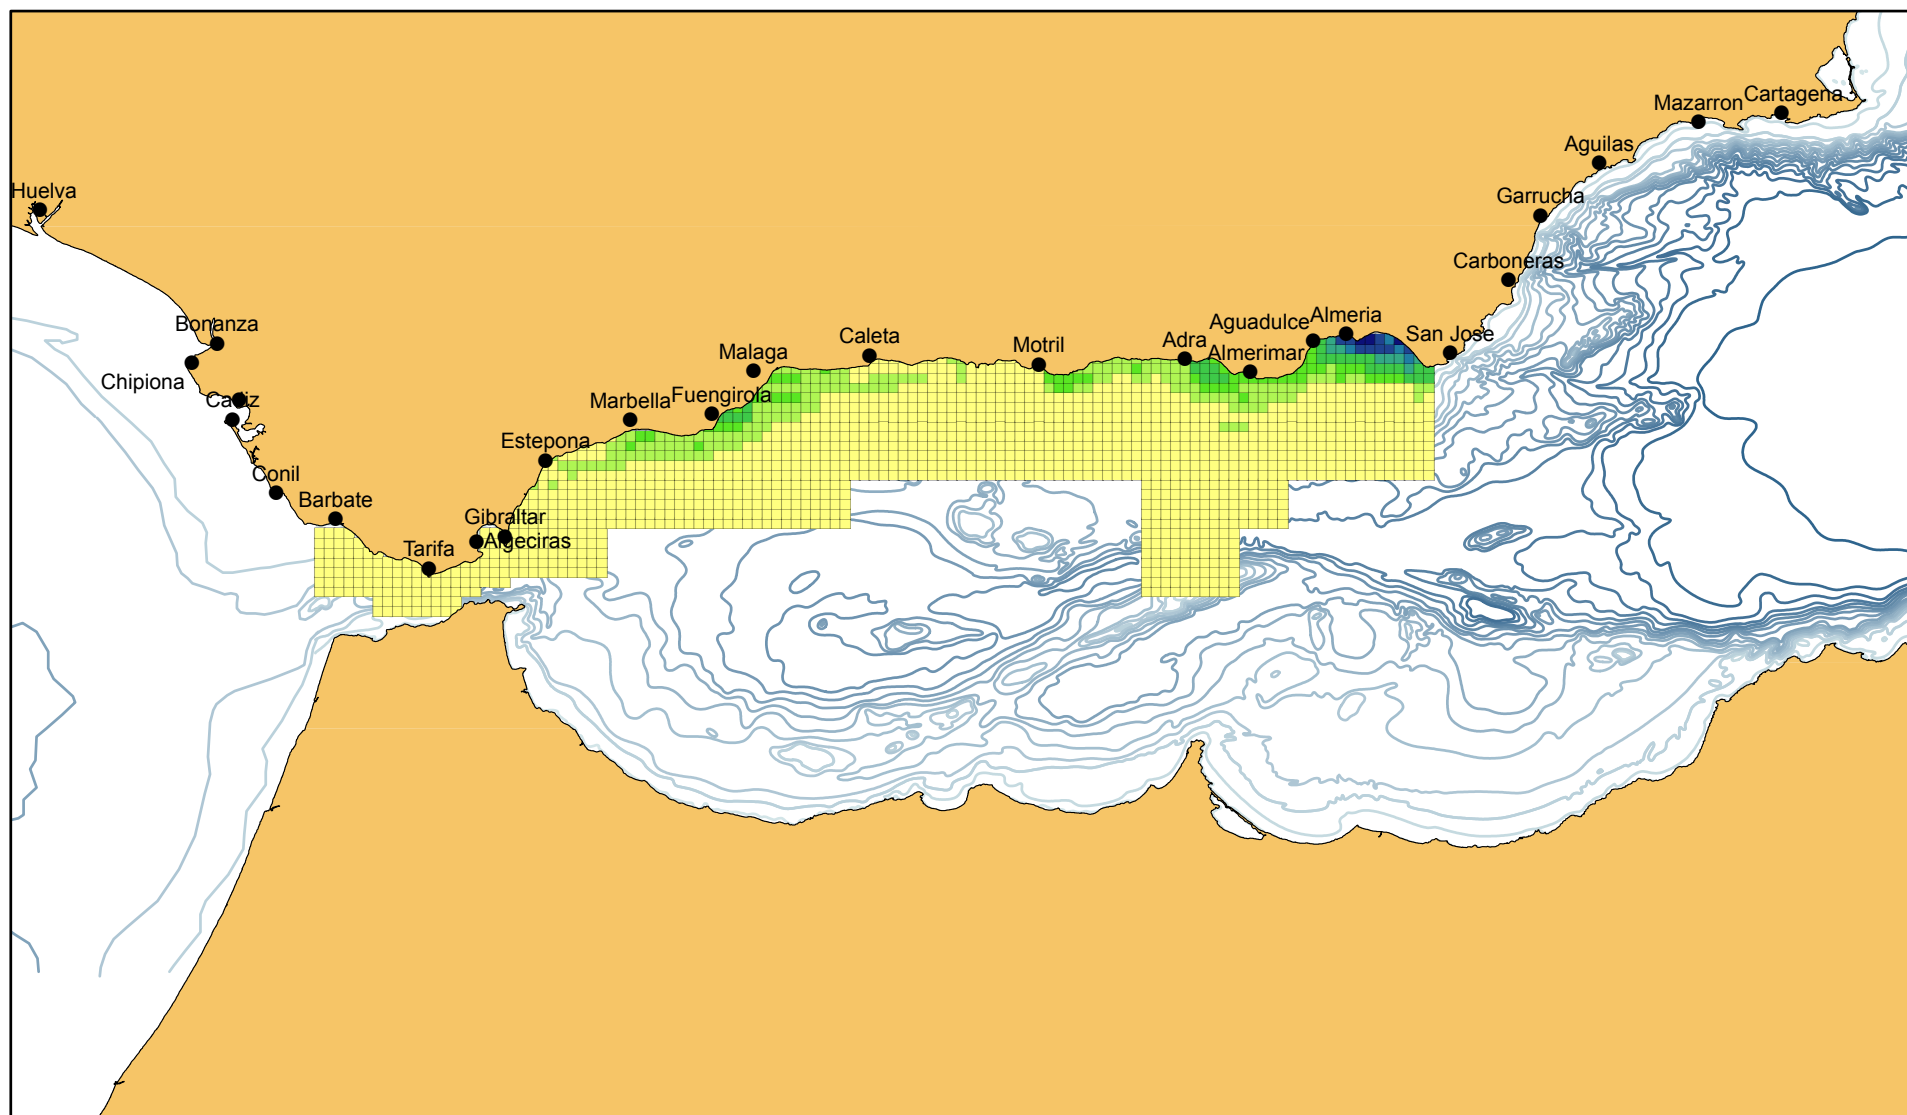 Cartagena
Mazarron
Aguilas
Huelva
Garrucha
Carboneras
Bonanza
Almeria
Aguadulce
San Jose
Caleta
Motril
Adra
Malaga
Almerimar
Chipiona
Cadiz
Marbella
Fuengirola
Estepona
Conil
Barbate
Gibraltar
Tarifa
Algeciras